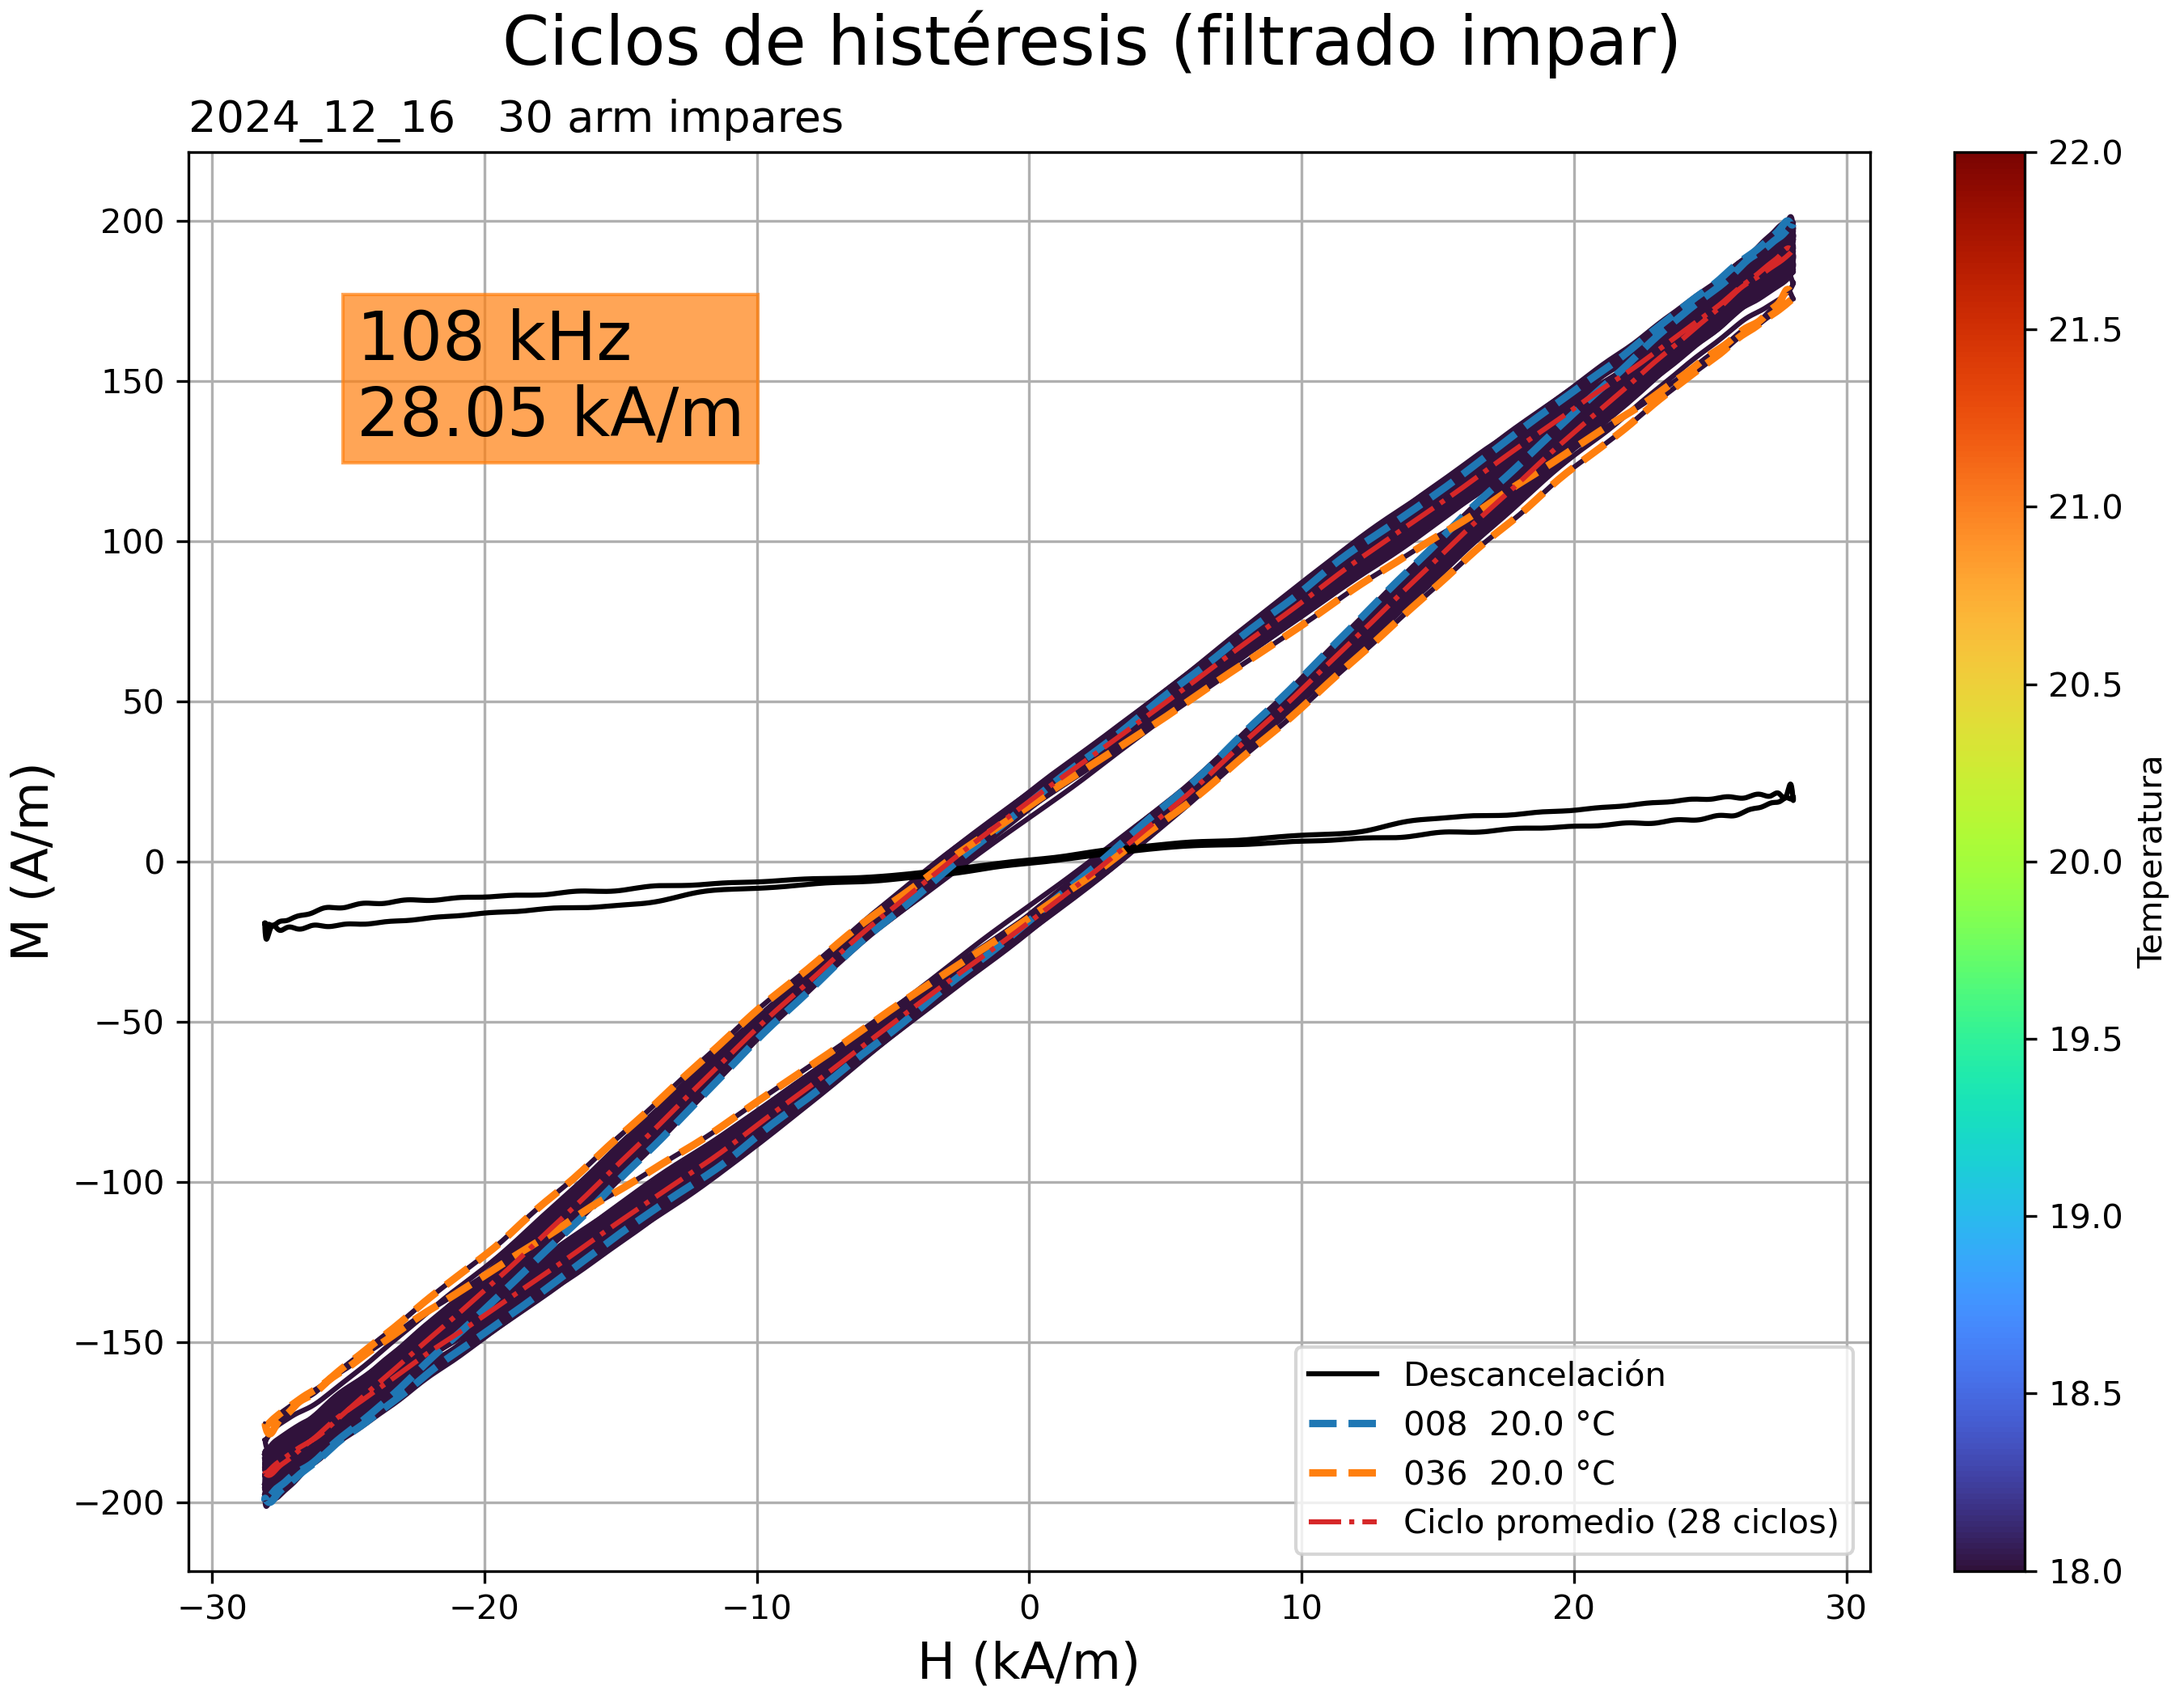 Ciclos de histéresis (filtrado impar)
2024_12_16   30 arm impares
108 kHz
28.05 kA/m
M (A/m)
200
150
100
50
0
−50
−100
−150
−200
−30
−20
−10
0
10
20
30
H (kA/m)
Descancelación
008  20.0 °C
036  20.0 °C
Ciclo promedio (28 ciclos)
22.0
21.5
21.0
20.5
20.0
19.5
19.0
18.5
18.0
Temperatura